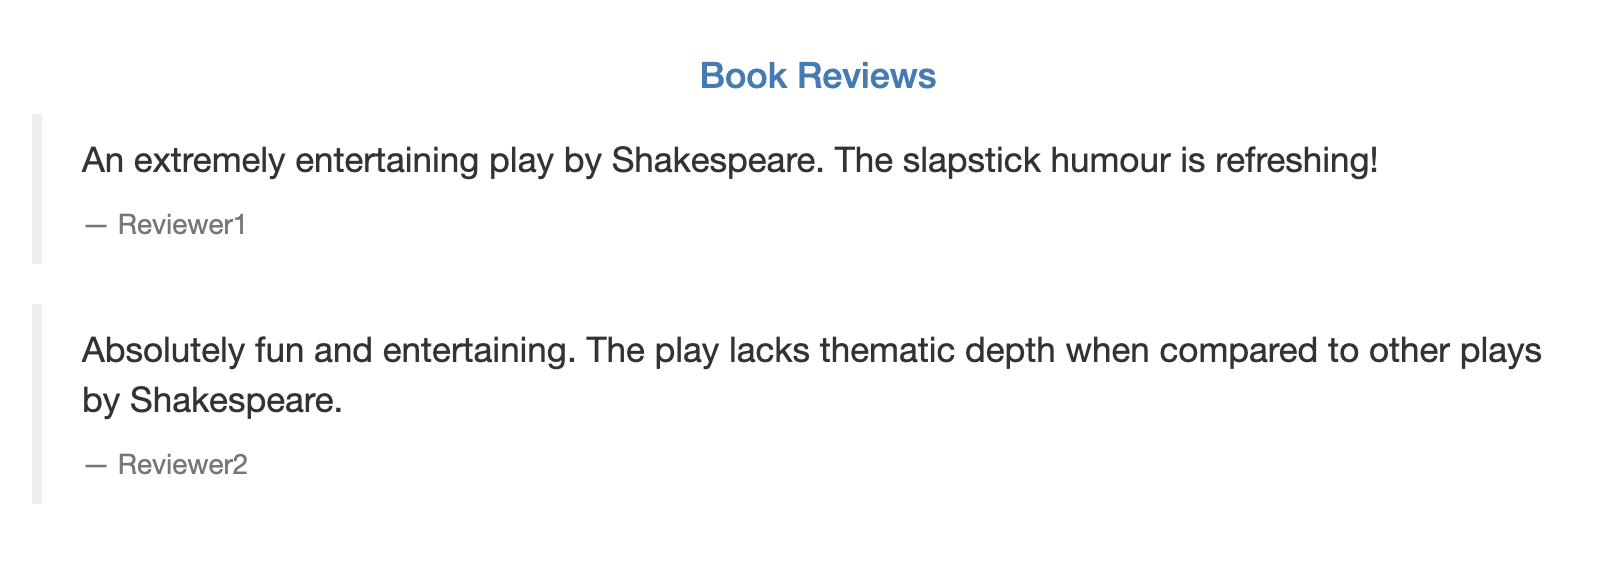 Book Reviews
An extremely entertaining play by Shakespeare. The slapstick humour is refreshing!
— Reviewer1
Absolutely fun and entertaining. The play lacks thematic depth when compared to other plays
by Shakespeare.
— Reviewer2